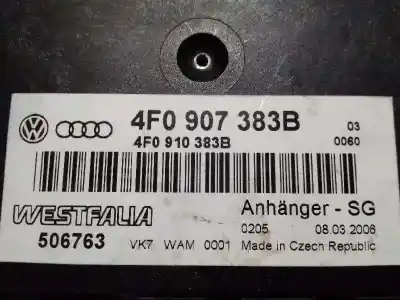 4F0 907 383B 03
4F0 910 383B 0060
WESTFALIA Anhänger - SG
506763 VK7 WAM 0001 0205 08.03.2006
Made in Czech Republic